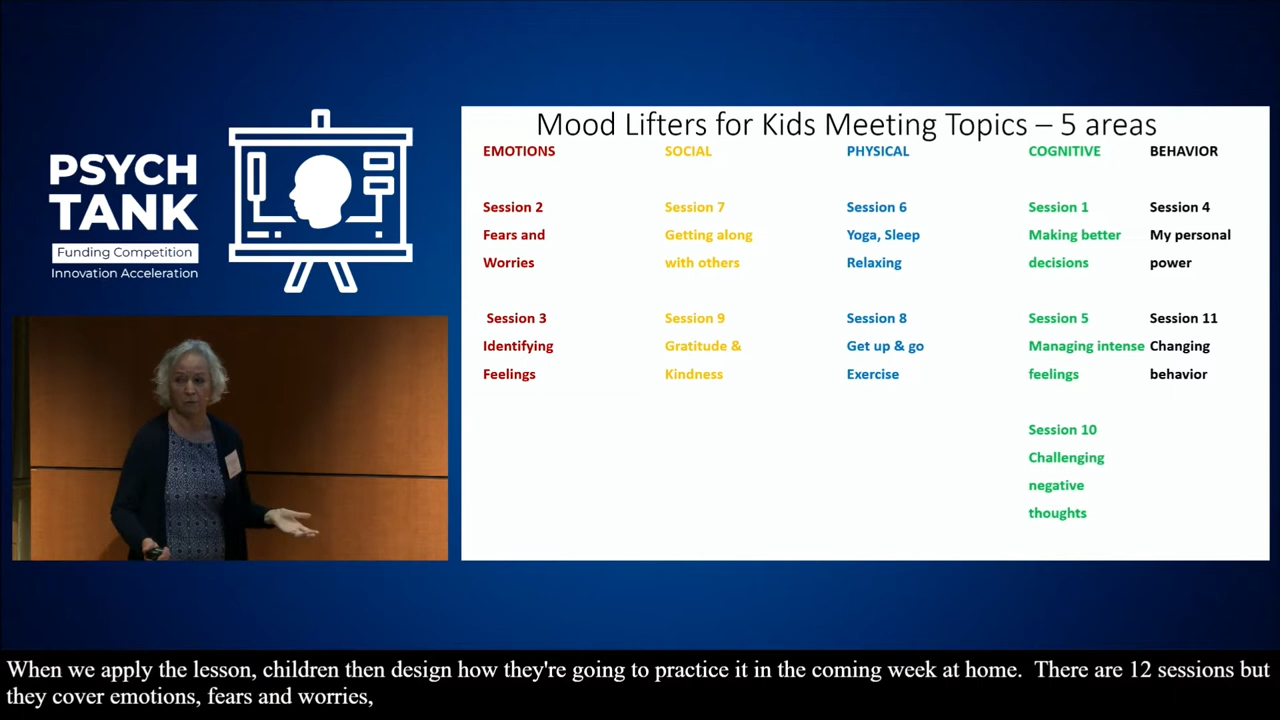 PSYCH
TANK
Funding Competition
Innovation Acceleration
Mood Lifters for Kids Meeting Topics – 5 areas
EMOTIONS
Session 2
Fears and
Worries
Session 3
Identifying
Feelings
SOCIAL
Session 7
Getting along
with others
Session 9
Gratitude &
Kindness
PHYSICAL
Session 6
Yoga, Sleep
Relaxing
Session 8
Get up & go
Exercise
COGNITIVE
Session 1
Making better
decisions
Session 5
Managing intense
feelings
Session 10
Challenging
negative
thoughts
BEHAVIOR
Session 4
My personal
power
Session 11
Changing
behavior
When we apply the lesson, children then design how they're going to practice it in the coming week at home.  There are 12 sessions but
they cover emotions, fears and worries,